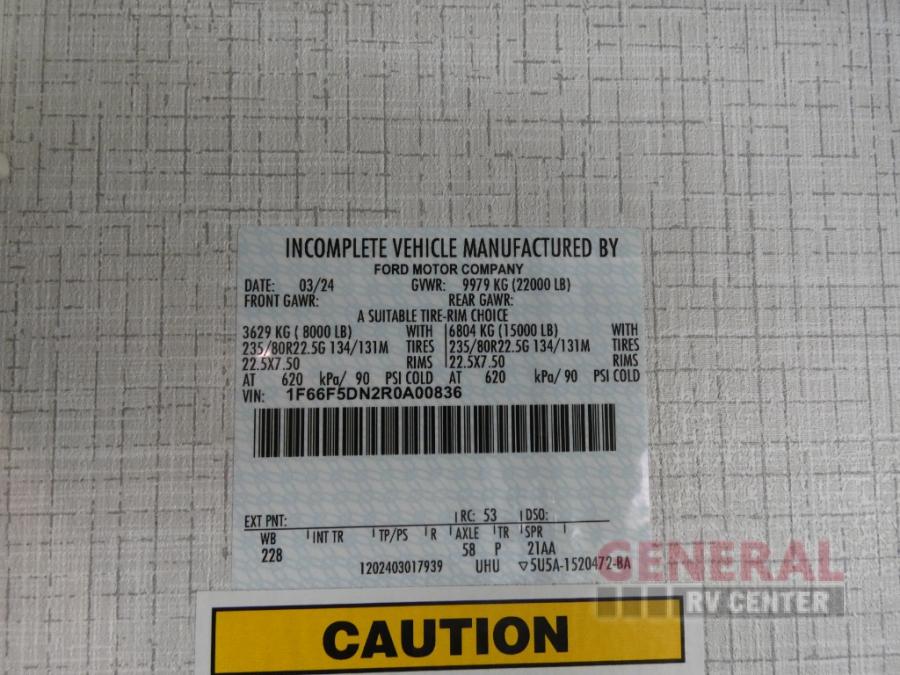 INCOMPLETE VEHICLE MANUFACTURED BY
FORD MOTOR COMPANY
DATE: 03/24 GVWR: 9979 KG (22000 LB)
FRONT GAWR: REAR GAWR:
A SUITABLE TIRE-RIM CHOICE
3629 KG ( 8000 LB) WITH 6804 KG (15000 LB) WITH
235/80R22.5G 134/131M TIRES 235/80R22.5G 134/131M TIRES
22.5X7.50 RIMS 22.5X7.50 RIMS
AT 620 kPa/ 90 PSI COLD AT 620 kPa/ 90 PSI COLD
VIN: 1F66F5DN2R0A00836
EXT PNT: RC: 53 DSO:
WB INT TR TP/PS R AXLE TR SPR
228 58 P 21AA
1202403017939 UHU ▽5U5A-1520472-BA
GENERAL
RV CENTER
CAUTION